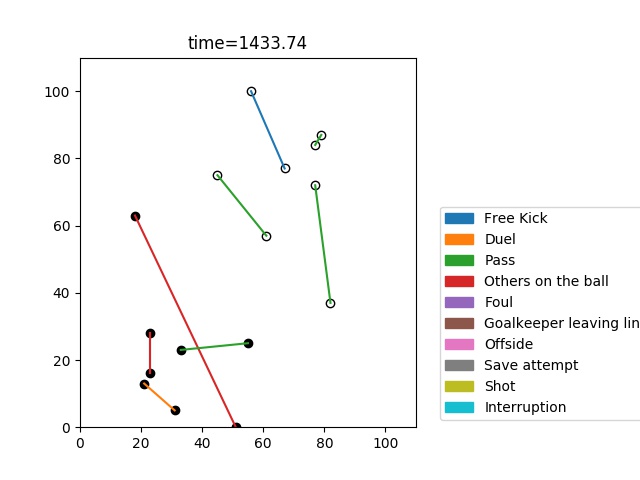 time=1433.74
100
80
60
40
20
0
0 20 40 60 80 100
Free Kick
Duel
Pass
Others on the ball
Foul
Goalkeeper leaving lin
Offside
Save attempt
Shot
Interruption